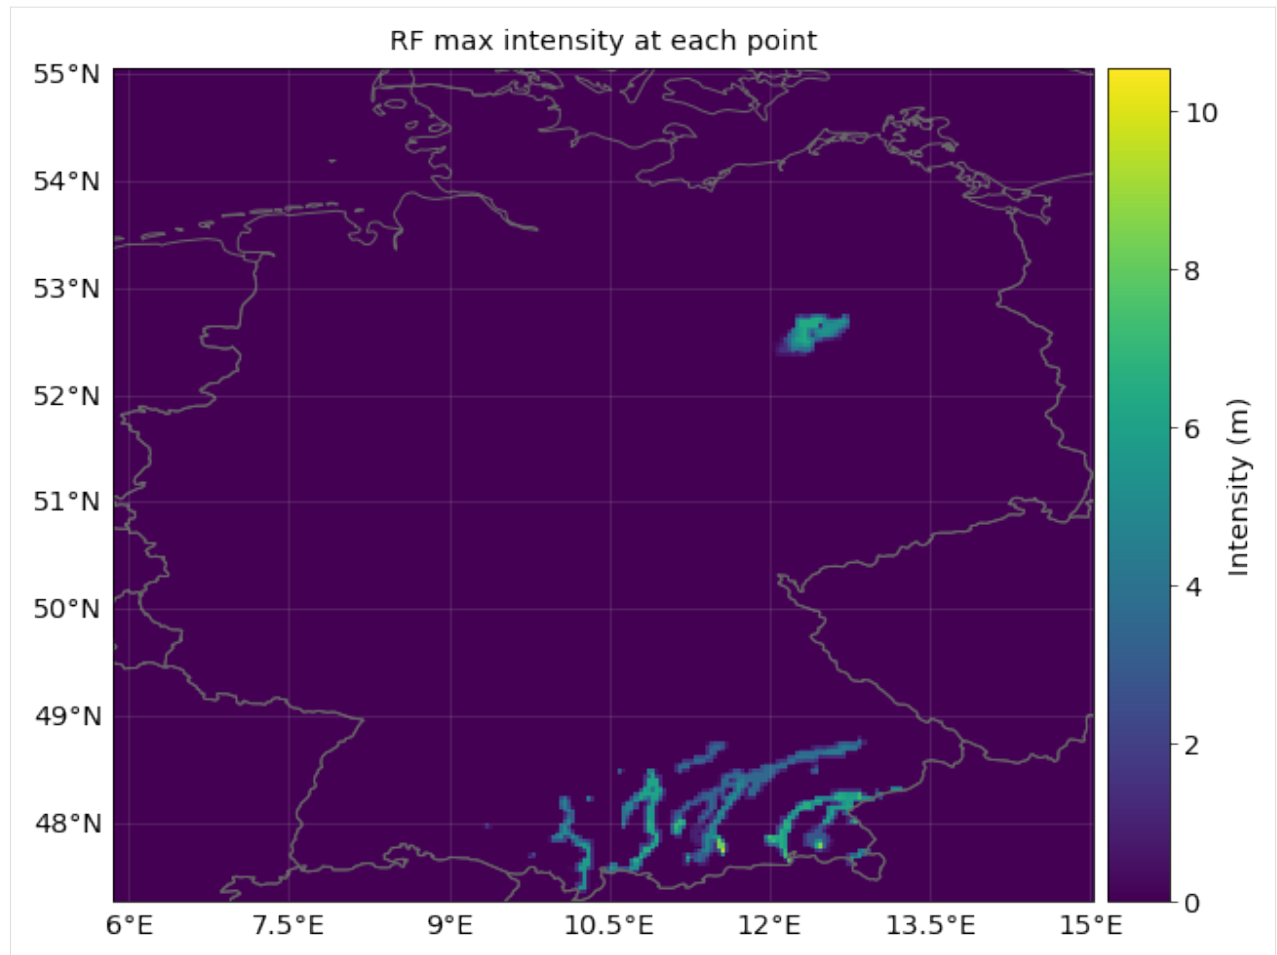 RF max intensity at each point
55°N
54°N
53°N
52°N
51°N
50°N
49°N
48°N
6°E 7.5°E 9°E 10.5°E 12°E 13.5°E 15°E
10
8
6
4
2
0
Intensity (m)